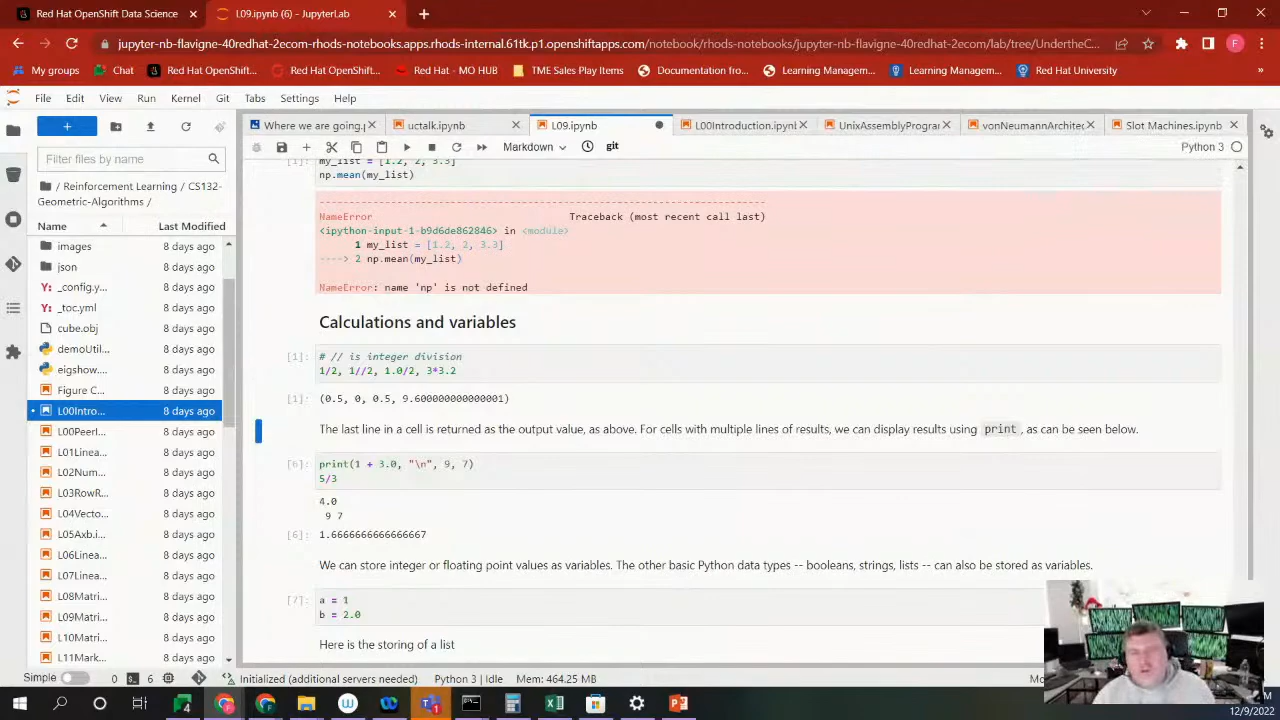 Red Hat OpenShift Data Science
L09.ipynb (6) - JupyterLab
jupyter-nb-flavigne-40redhat-2ecom-rhods-notebooks.apps.rhods-internal.61tk.p1.openshiftapps.com/notebook/rhods-notebooks/jupyter-nb-flavigne-40redhat-2ecom/lab/tree/UndertheC...
F
My groups
Chat
Red Hat OpenShift...
Getting started wit...
Red Hat - MO HUB
TME Sales Play Items
Documentation fro...
Learning Managem...
Learning Managem...
Red Hat University
»
File Edit View Run Kernel Git Tabs Settings Help
Where we are going.p
uctalk.ipynb
L09.ipynb
L00Introduction.ipynb
UnixAssemblyProgra
vonNeumannArchite
Slot Machines.ipynb
Markdown
git
Python 3
Filter files by name
/ Reinforcement Learning / CS132-
Geometric-Algorithms /
Name Last Modified
images 8 days ago
json 8 days ago
_config.y... 8 days ago
_toc.yml 8 days ago
cube.obj 8 days ago
demoUtil... 8 days ago
eigshow.... 8 days ago
Figure C... 8 days ago
L00Intro... 8 days ago
L00PeerI... 8 days ago
L01Linea... 8 days ago
L02Num... 8 days ago
L03RowR... 8 days ago
L04Vecto... 8 days ago
L05Axb.i... 8 days ago
L06Linea... 8 days ago
L07Linea... 8 days ago
L08Matri... 8 days ago
L09Matri... 8 days ago
L10Matri... 8 days ago
L11Mark... 8 days ago
[1]: my_list = [1.2, 2, 3.3]
np.mean(my_list)
---------------------------------------------------------------------------
NameError Traceback (most recent call last)
<ipython-input-1-b9d6de862846> in <module>
1 my_list = [1.2, 2, 3.3]
----> 2 np.mean(my_list)
NameError: name 'np' is not defined
Calculations and variables
[1]: # // is integer division
1/2, 1//2, 1.0/2, 3*3.2
[1]: (0.5, 0, 0.5, 9.600000000000001)
The last line in a cell is returned as the output value, as above. For cells with multiple lines of results, we can display results using print, as can be seen below.
[6]: print(1 + 3.0, "\n", 9, 7)
5/3
4.0
9 7
[6]: 1.6666666666666667
We can store integer or floating point values as variables. The other basic Python data types -- booleans, strings, lists -- can also be stored as variables.
[7]: a = 1
b = 2.0
Here is the storing of a list
Simple 0 6 Initialized (additional servers needed) Python 3 | Idle Mem: 464.25 MB
12/9/2022